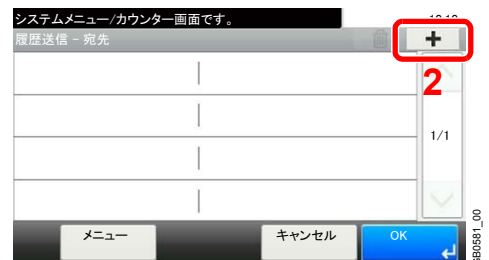 システムメニュー/カウンター画面です。
履歴送信 - 宛先
+
2
1/1
メニュー
キャンセル
OK
GB0581_00